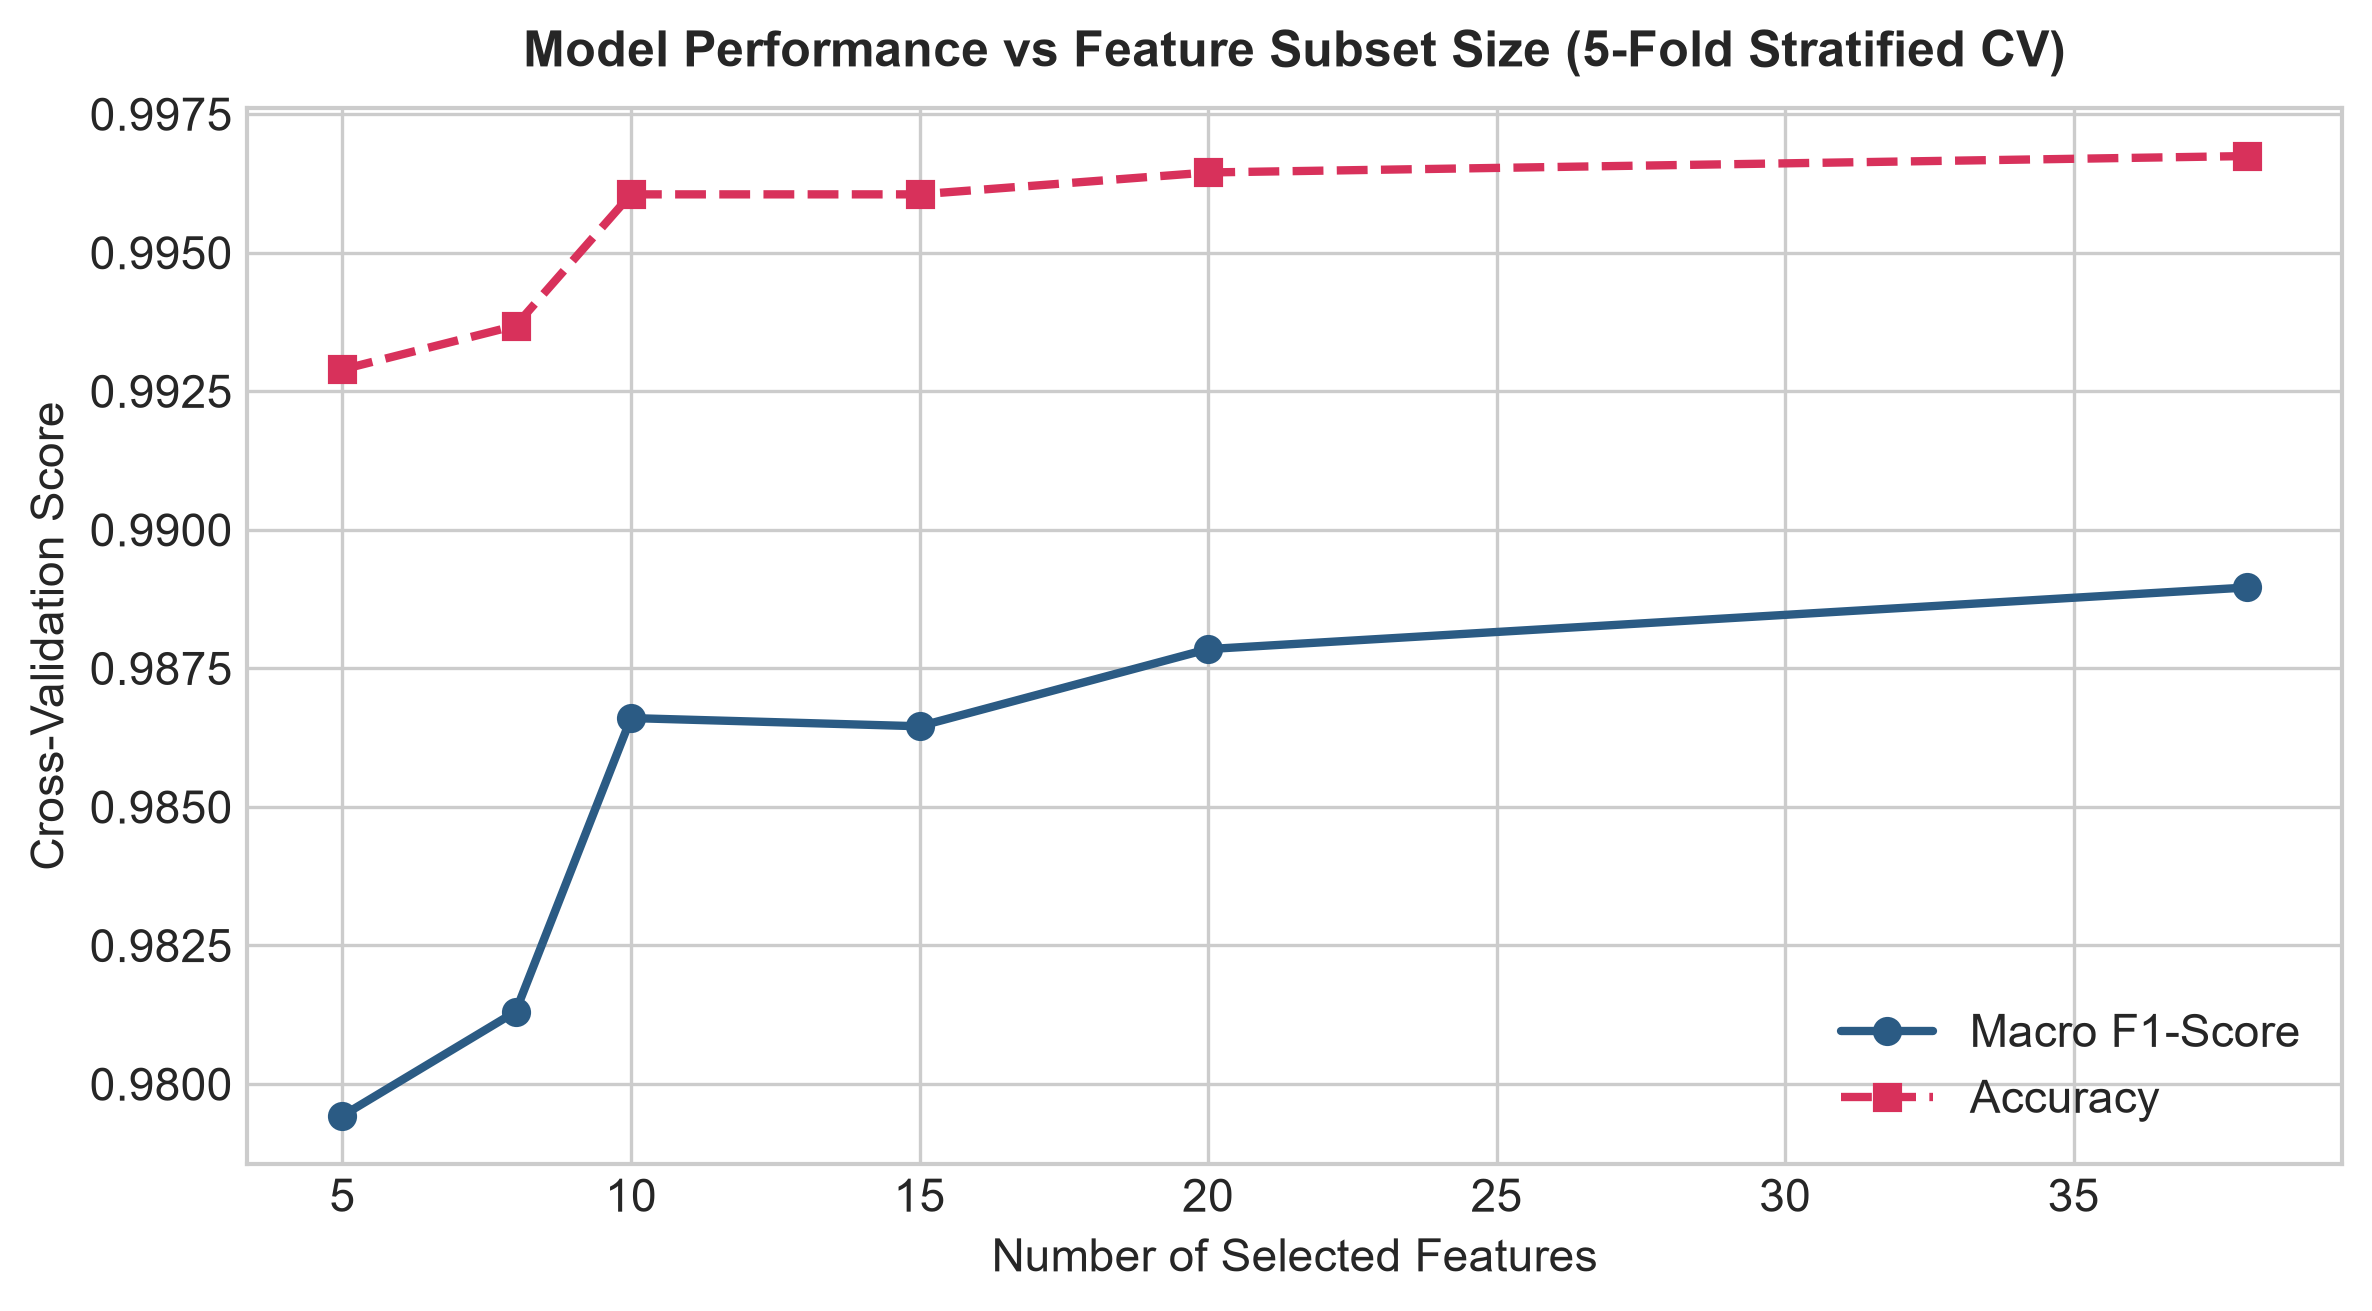 Model Performance vs Feature Subset Size (5-Fold Stratified CV)
0.9975
0.9950
0.9925
0.9900
0.9875
0.9850
0.9825
0.9800
Cross-Validation Score
Macro F1-Score
Accuracy
5 10 15 20 25 30 35
Number of Selected Features